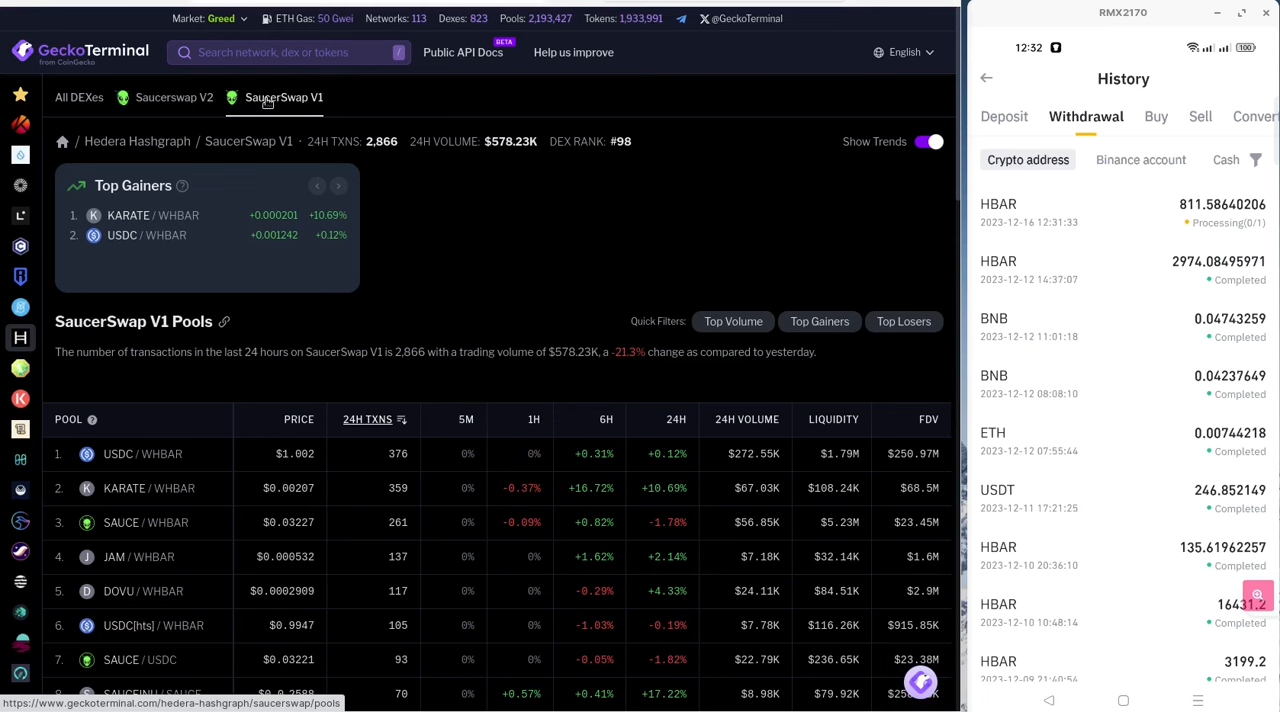 Market: Greed ETH Gas: 50 Gwei Networks: 113 Dexes: 823 Pools: 2,193,427 Tokens: 1,933,991 @GeckoTerminal
GeckoTerminal
from CoinGecko
Search network, dex or tokens /
Public API Docs BETA
Help us improve
English
All DEXes Saucerswap V2 SaucerSwap V1
/ Hedera Hashgraph / SaucerSwap V1 · 24H TXNS: 2,866 24H VOLUME: $578.23K DEX RANK: #98
Show Trends
Top Gainers
1. KARATE / WHBAR +0.000201 +10.69%
2. USDC / WHBAR +0.001242 +0.12%
SaucerSwap V1 Pools
Quick Filters: Top Volume Top Gainers Top Losers
The number of transactions in the last 24 hours on SaucerSwap V1 is 2,866 with a trading volume of $578.23K, a -21.3% change as compared to yesterday.
POOL PRICE 24H TXNS 5M 1H 6H 24H 24H VOLUME LIQUIDITY FDV
1. USDC / WHBAR $1.002 376 0% 0% +0.31% +0.12% $272.55K $1.79M $250.97M
2. KARATE / WHBAR $0.00207 359 0% -0.37% +16.72% +10.69% $67.03K $108.24K $68.5M
3. SAUCE / WHBAR $0.03227 261 0% -0.09% +0.82% -1.78% $56.85K $5.23M $23.45M
4. JAM / WHBAR $0.000532 137 0% 0% +1.62% +2.14% $7.18K $32.14K $1.6M
5. DOVU / WHBAR $0.0002909 117 0% 0% -0.29% +4.33% $24.11K $84.51K $2.9M
6. USDC[hts] / WHBAR $0.9947 105 0% 0% -1.03% -0.19% $7.78K $116.26K $915.85K
7. SAUCE / USDC $0.03221 93 0% 0% -0.05% -1.82% $22.79K $236.65K $23.38M
SAUCEINU / SAUCE 70 0% +0.57% +0.41% +17.22% $8.98K $79.92K
https://www.geckoterminal.com/hedera-hashgraph/saucerswap/pools
RMX2170
12:32 100
History
Deposit Withdrawal Buy Sell Convert
Crypto address Binance account Cash
HBAR 811.58640206
2023-12-16 12:31:33 Processing(0/1)
HBAR 2974.08495971
2023-12-12 14:37:07 Completed
BNB 0.04743259
2023-12-12 11:01:18 Completed
BNB 0.04237649
2023-12-12 08:08:10 Completed
ETH 0.00744218
2023-12-12 07:55:44 Completed
USDT 246.852149
2023-12-11 17:21:25 Completed
HBAR 135.61962257
2023-12-10 20:36:10 Completed
HBAR 16431.2
2023-12-10 10:48:14 Completed
HBAR 3199.2
2023-12-09 21:40:54 Completed